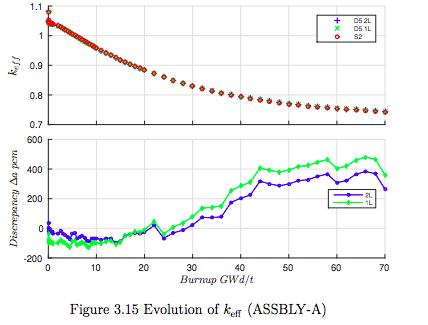 1.1
1
0.9
0.8
0.7
k_eff
D5 2L
D5 1L
S2
600
400
200
0
-200
Discrepancy Δa pcm
2L
1L
0 10 20 30 40 50 60 70
Burnup GWd/t
Figure 3.15 Evolution of k_eff (ASSBLY-A)